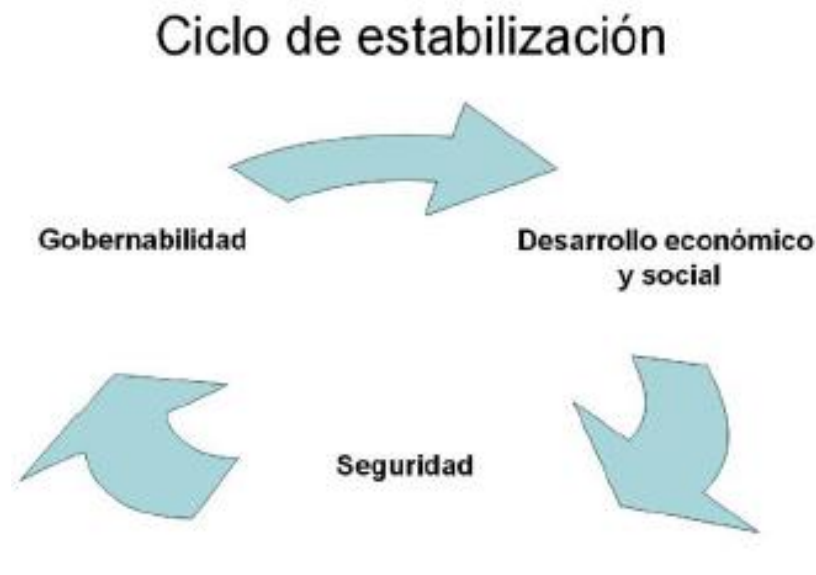 Ciclo de estabilización
Gobernabilidad
Desarrollo económico
y social
Seguridad